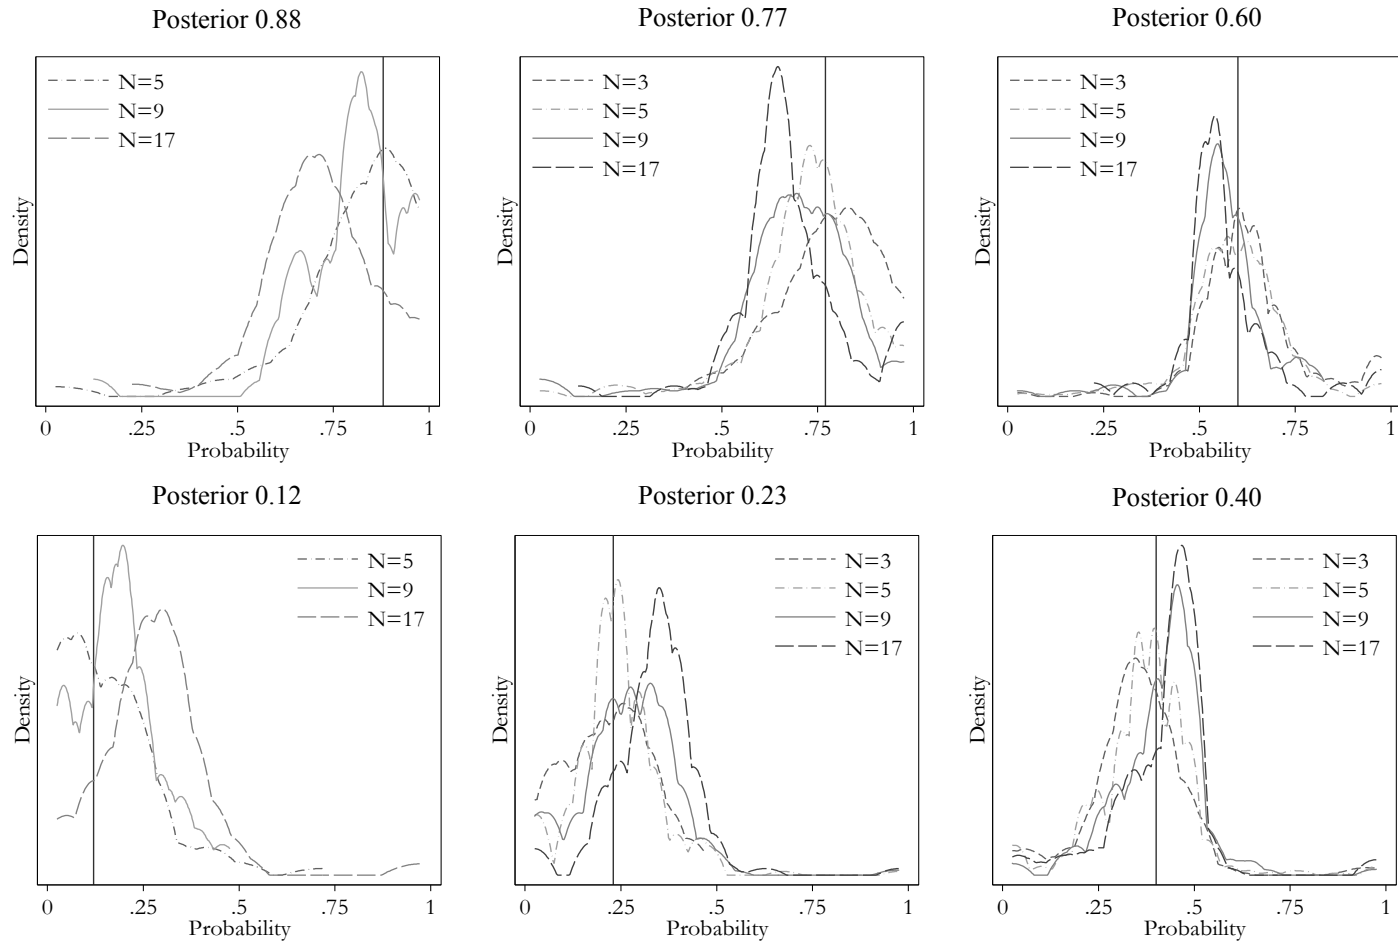 Posterior 0.88
N=5
N=9
N=17
Density
0 .25 .5 .75 1
Probability
Posterior 0.77
N=3
N=5
N=9
N=17
Density
0 .25 .5 .75 1
Probability
Posterior 0.60
N=3
N=5
N=9
N=17
Density
0 .25 .5 .75 1
Probability
Posterior 0.12
N=5
N=9
N=17
Density
0 .25 .5 .75 1
Probability
Posterior 0.23
N=3
N=5
N=9
N=17
Density
0 .25 .5 .75 1
Probability
Posterior 0.40
N=3
N=5
N=9
N=17
Density
0 .25 .5 .75 1
Probability